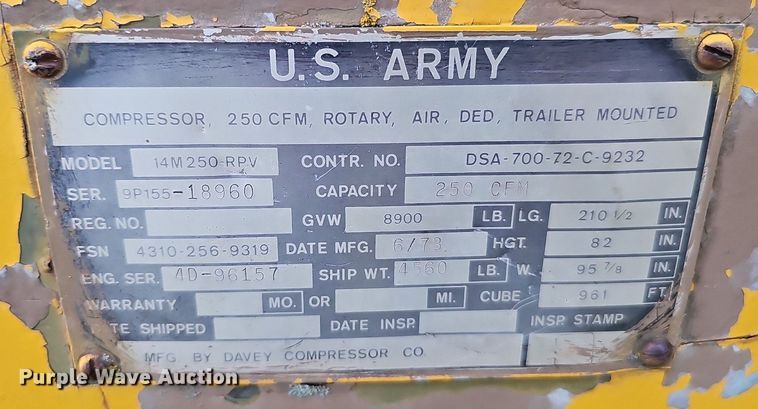 U.S. ARMY
COMPRESSOR, 250 CFM, ROTARY, AIR, DED, TRAILER MOUNTED
MODEL 14M250-RPV CONTR. NO. DSA-700-72-C-9232
SER. 9P155-18960 CAPACITY 250 CFM
REG. NO. GVW 8900 LB. LG. 210 1/2 IN.
FSN 4310-256-9319 DATE MFG. 6/73 HGT. 82 IN.
ENG. SER. 4D-96157 SHIP WT. 4560 LB. W. 95 7/8 IN.
WARRANTY MO. OR MI. CUBE 961 FT.
DATE SHIPPED DATE INSP. INSP. STAMP
MFG. BY DAVEY COMPRESSOR CO.
Purple Wave Auction